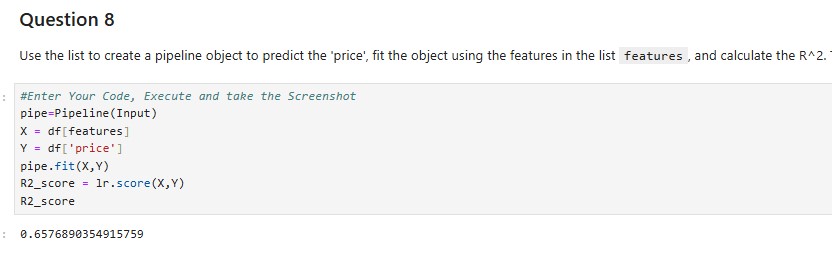 Question 8
Use the list to create a pipeline object to predict the 'price', fit the object using the features in the list features , and calculate the R^2.
#Enter Your Code, Execute and take the Screenshot
pipe=Pipeline(Input)
X = df[features]
Y = df['price']
pipe.fit(X,Y)
R2_score = lr.score(X,Y)
R2_score
0.6576890354915759